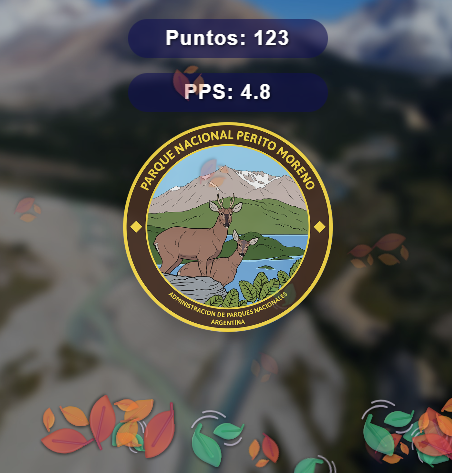 Puntos: 123
PPS: 4.8
PARQUE NACIONAL PERITO MORENO
ADMINISTRACION DE PARQUES NACIONALES
ARGENTINA